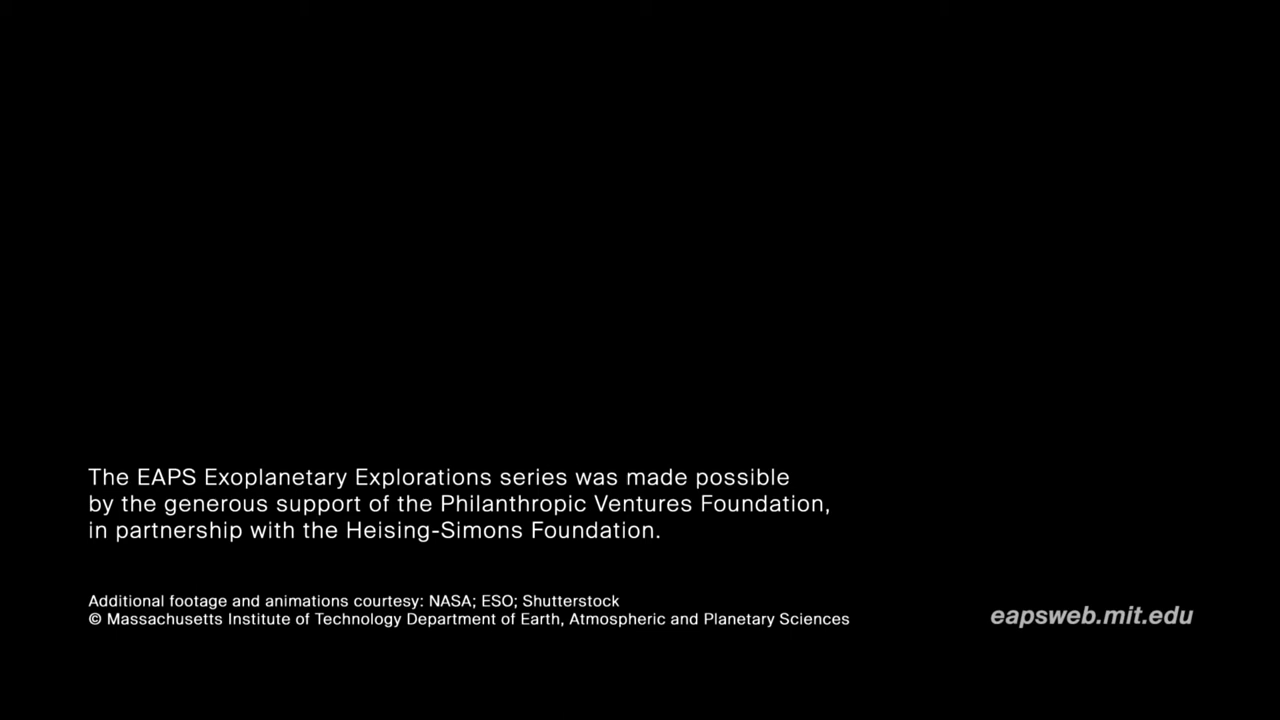 The EAPS Exoplanetary Explorations series was made possible
by the generous support of the Philanthropic Ventures Foundation,
in partnership with the Heising-Simons Foundation.
Additional footage and animations courtesy: NASA; ESO; Shutterstock
© Massachusetts Institute of Technology Department of Earth, Atmospheric and Planetary Sciences
eapsweb.mit.edu